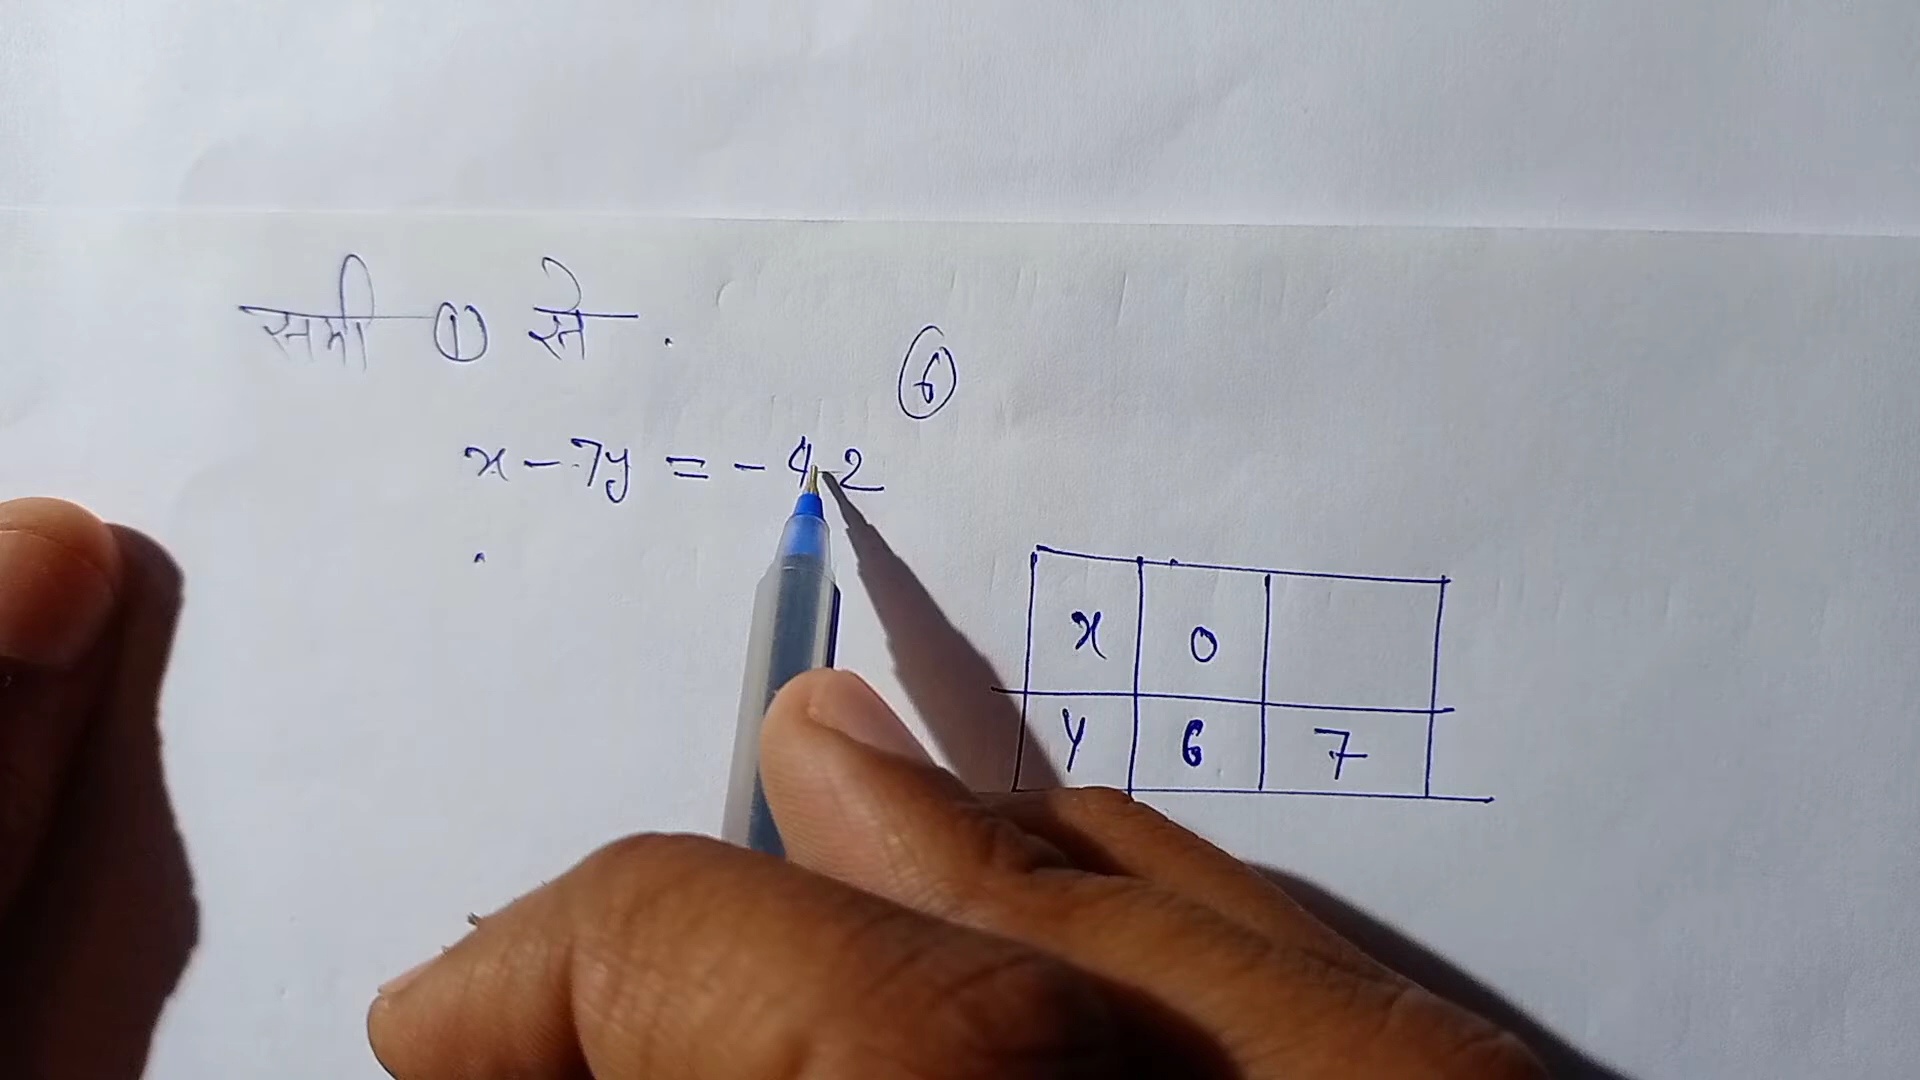 समी ① से .
⑥
x - 7y = - 42
x 0
y 6 7